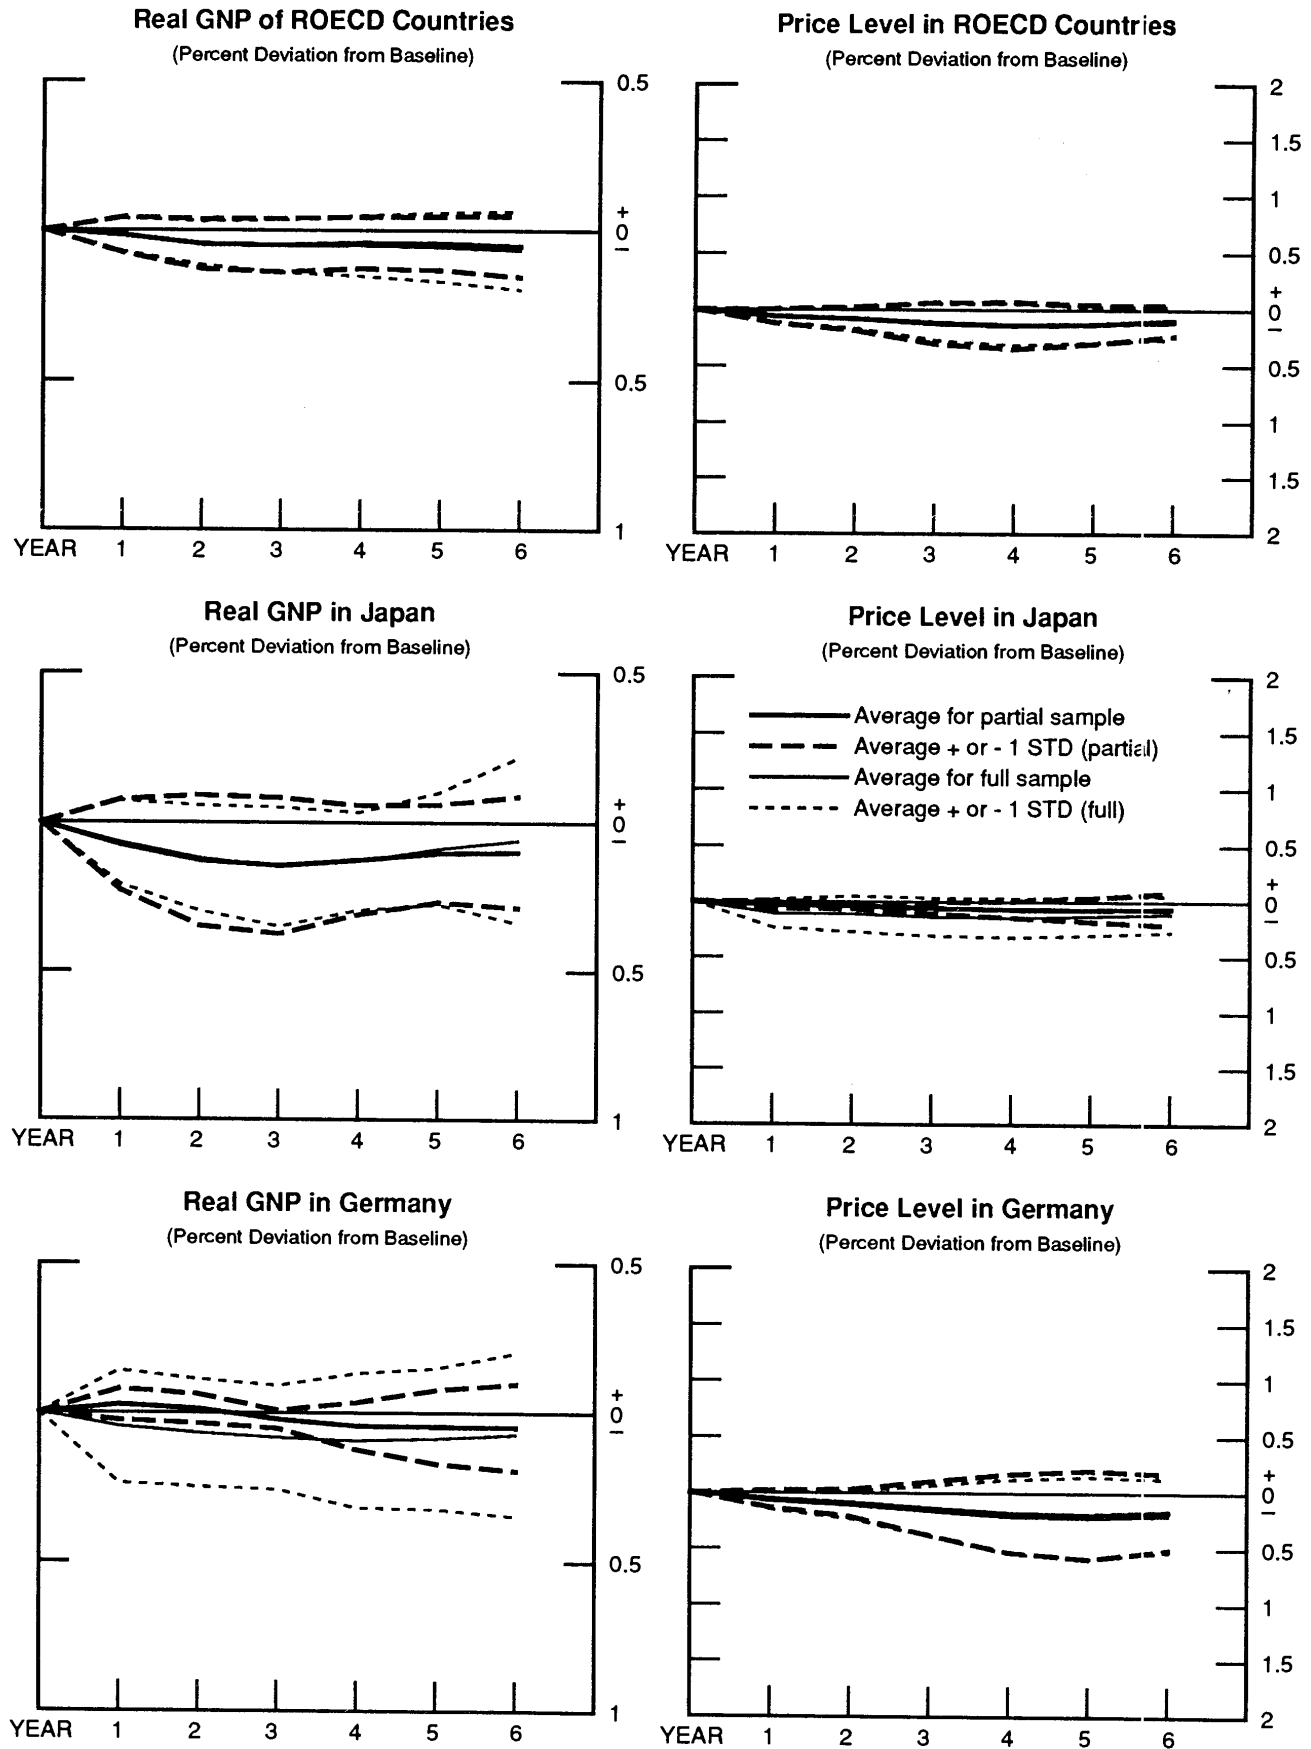 Real GNP of ROECD Countries
(Percent Deviation from Baseline)
0.5
+
0
–
0.5
1
YEAR 1 2 3 4 5 6
Price Level in ROECD Countries
(Percent Deviation from Baseline)
2
1.5
1
0.5
+
0
–
0.5
1
1.5
2
YEAR 1 2 3 4 5 6
Real GNP in Japan
(Percent Deviation from Baseline)
0.5
+
0
–
0.5
1
YEAR 1 2 3 4 5 6
Price Level in Japan
(Percent Deviation from Baseline)
Average for partial sample
Average + or - 1 STD (partial)
Average for full sample
Average + or - 1 STD (full)
2
1.5
1
0.5
+
0
–
0.5
1
1.5
2
YEAR 1 2 3 4 5 6
Real GNP in Germany
(Percent Deviation from Baseline)
0.5
+
0
–
0.5
1
YEAR 1 2 3 4 5 6
Price Level in Germany
(Percent Deviation from Baseline)
2
1.5
1
0.5
+
0
–
0.5
1
1.5
2
YEAR 1 2 3 4 5 6